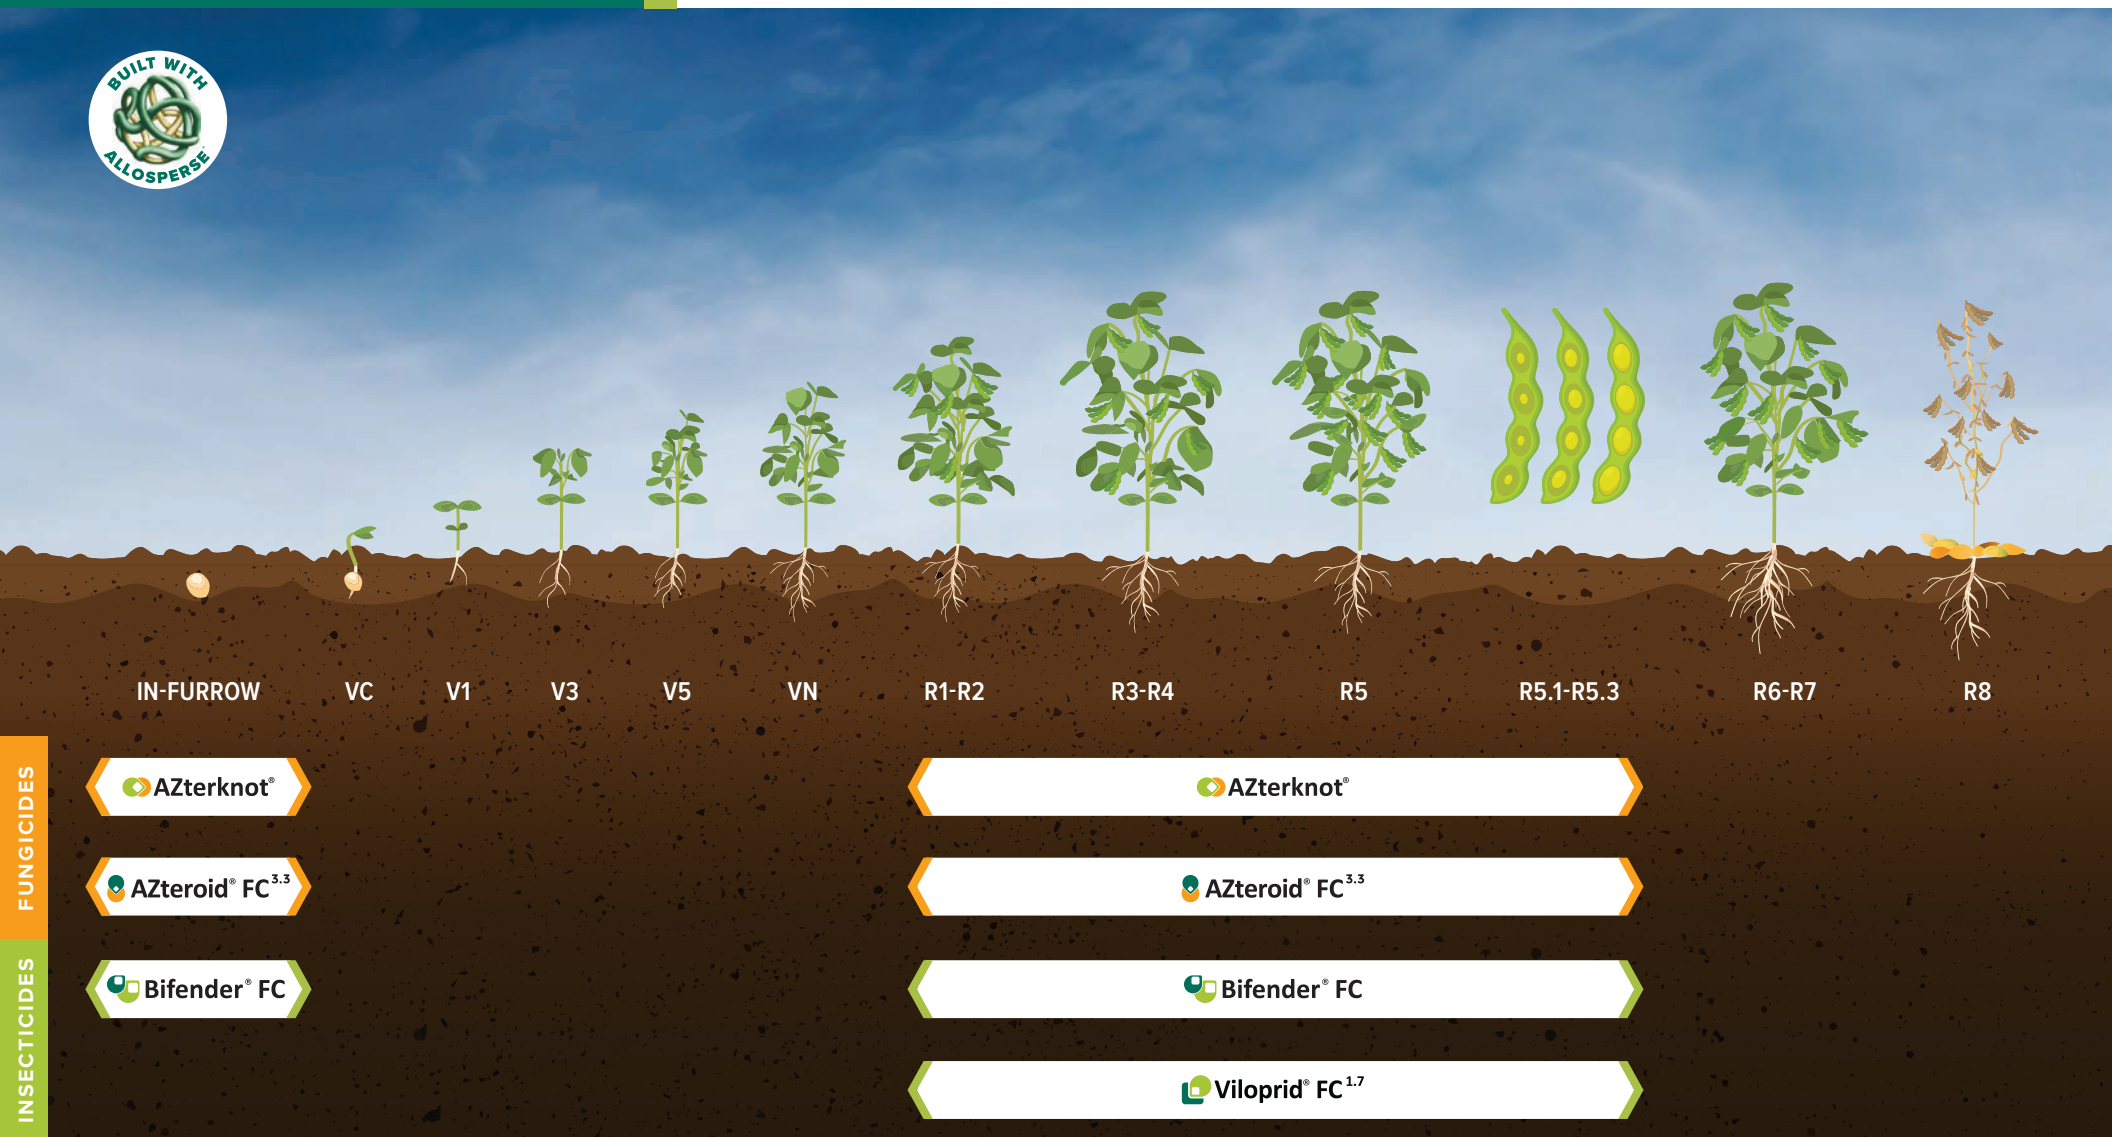 BUILT WITH
ALLOSPERSE
IN-FURROW VC V1 V3 V5 VN R1-R2 R3-R4 R5 R5.1-R5.3 R6-R7 R8
FUNGICIDES
AZterknot® AZterknot®
AZteroid® FC3.3 AZteroid® FC3.3
INSECTICIDES
Bifender® FC Bifender® FC
Viloprid® FC1.7